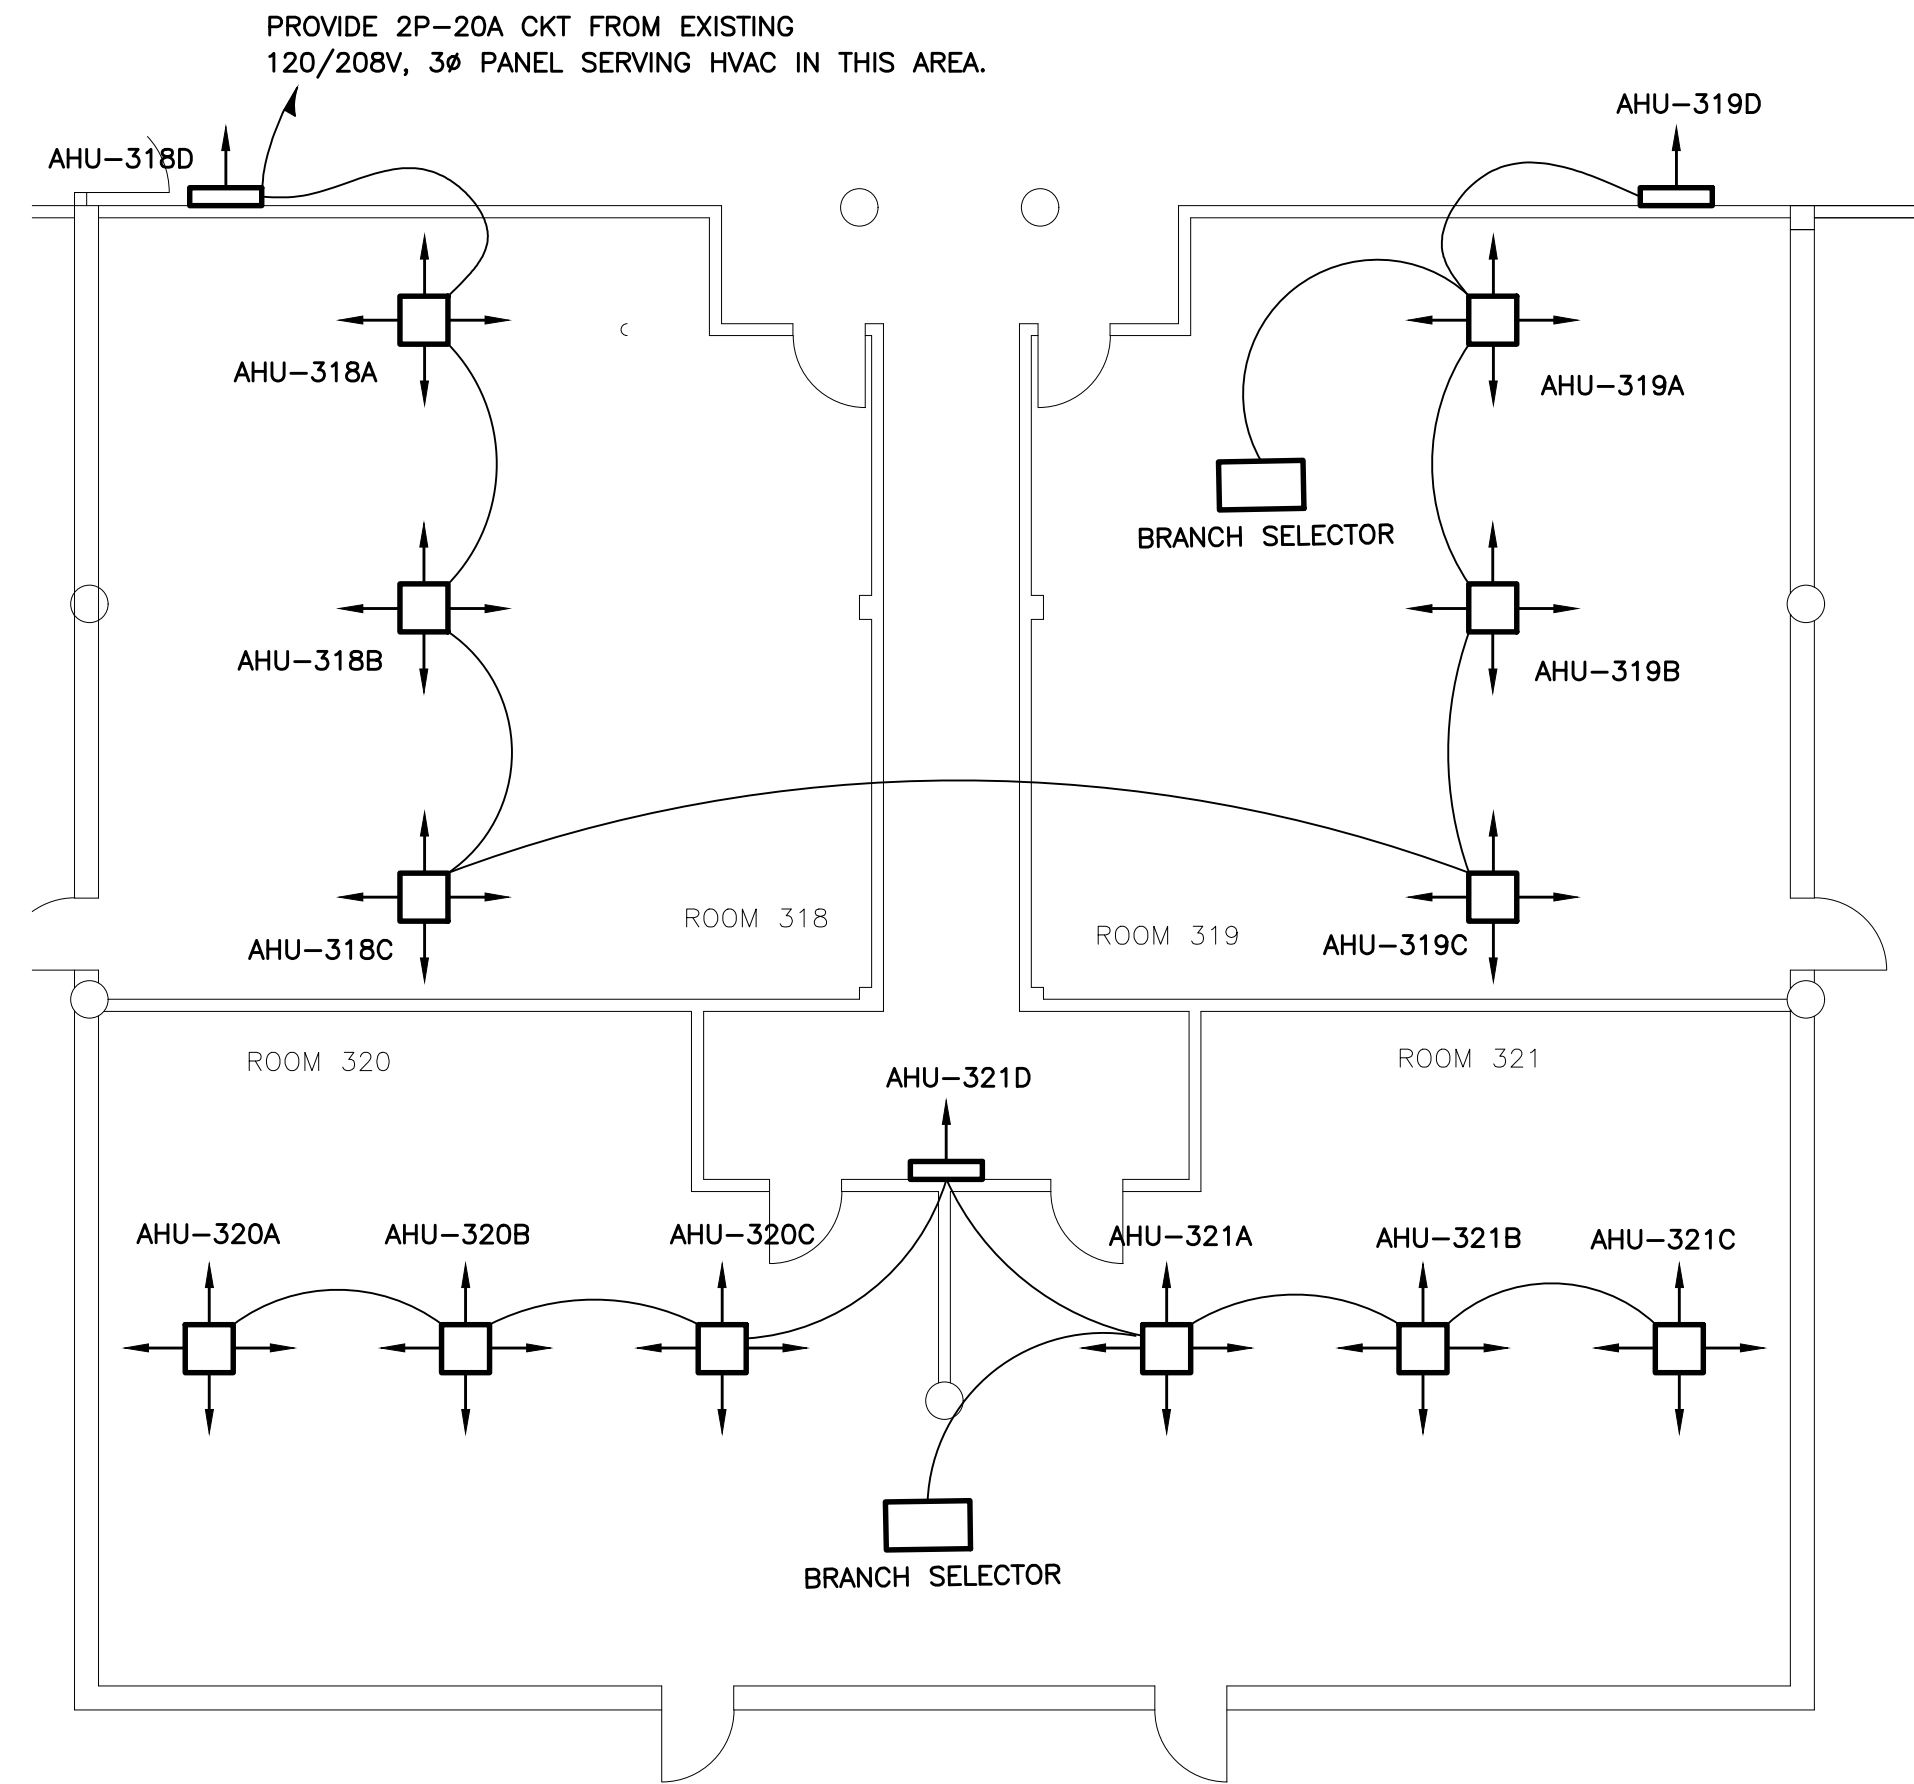 PROVIDE 2P-20A CKT FROM EXISTING
120/208V, 3ø PANEL SERVING HVAC IN THIS AREA.
AHU-319D
AHU-318D
AHU-318A
AHU-319A
BRANCH SELECTOR
AHU-318B
AHU-319B
ROOM 318
ROOM 319
AHU-318C
AHU-319C
ROOM 320
ROOM 321
AHU-321D
AHU-320A
AHU-320B
AHU-320C
AHU-321A
AHU-321B
AHU-321C
BRANCH SELECTOR